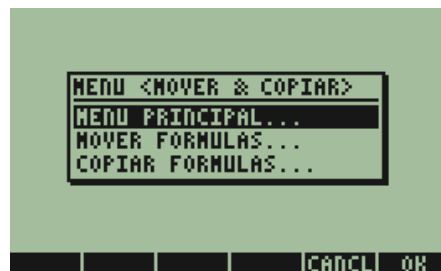 MENU <MOVER & COPIAR>
MENU PRINCIPAL...
MOVER FORMULAS...
COPIAR FORMULAS...
CANCL OK